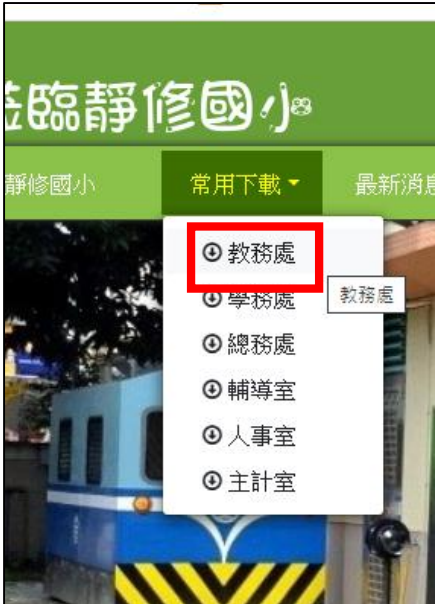 蒞臨靜修國小
靜修國小 常用下載 最新消息
教務處
學務處 教務處
總務處
輔導室
人事室
主計室